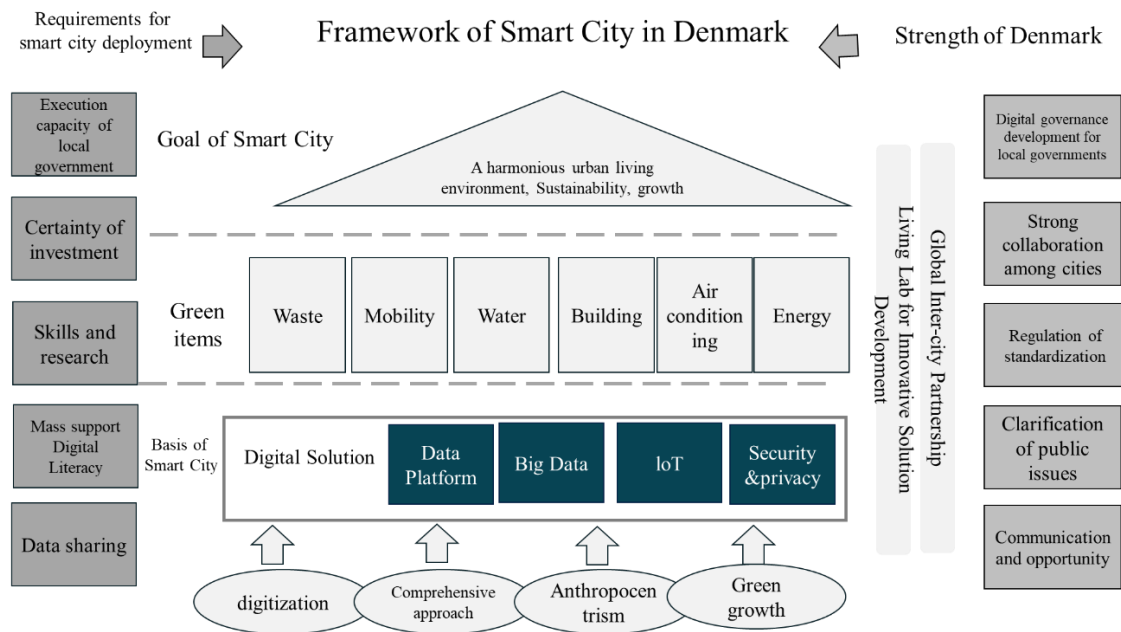 Requirements for
smart city deployment
Framework of Smart City in Denmark
Strength of Denmark
Execution
capacity of
local
government
Certainty of
investment
Skills and
research
Mass support
Digital
Literacy
Data sharing
Goal of Smart City
A harmonious urban living
environment, Sustainability, growth
Green
items
Waste
Mobility
Water
Building
Air
condition
ing
Energy
Basis of
Smart City
Digital Solution
Data
Platform
Big Data
loT
Security
&privacy
digitization
Comprehensive
approach
Anthropocen
trism
Green
growth
Global Inter-city Partnership
Living Lab for Innovative Solution
Development
Digital governance
development for
local governments
Strong
collaboration
among cities
Regulation of
standardization
Clarification
of public
issues
Communication
and opportunity